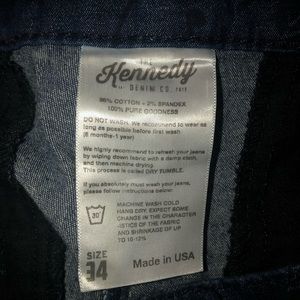 THE
Kennedy
DENIM CO.
98% COTTON + 2% SPANDEX
100% PURE GOODNESS
DO NOT WASH. We recommend to wear as
long as possible before first wash
(6 months-1 year)
We highly recommend to refresh your jeans
by wiping down fabric with a damp cloth,
and then machine drying.
This process is called DRY TUMBLE.
If you absolutely must wash your jeans,
please follow instructions below:
30°
MACHINE WASH COLD
HANG DRY, EXPECT SOME
CHANGE IN THE CHARACTER
-ISTICS OF THE FABRIC
AND SHRINKAGE OF UP
TO 10-12%
SIZE
34
Made in USA